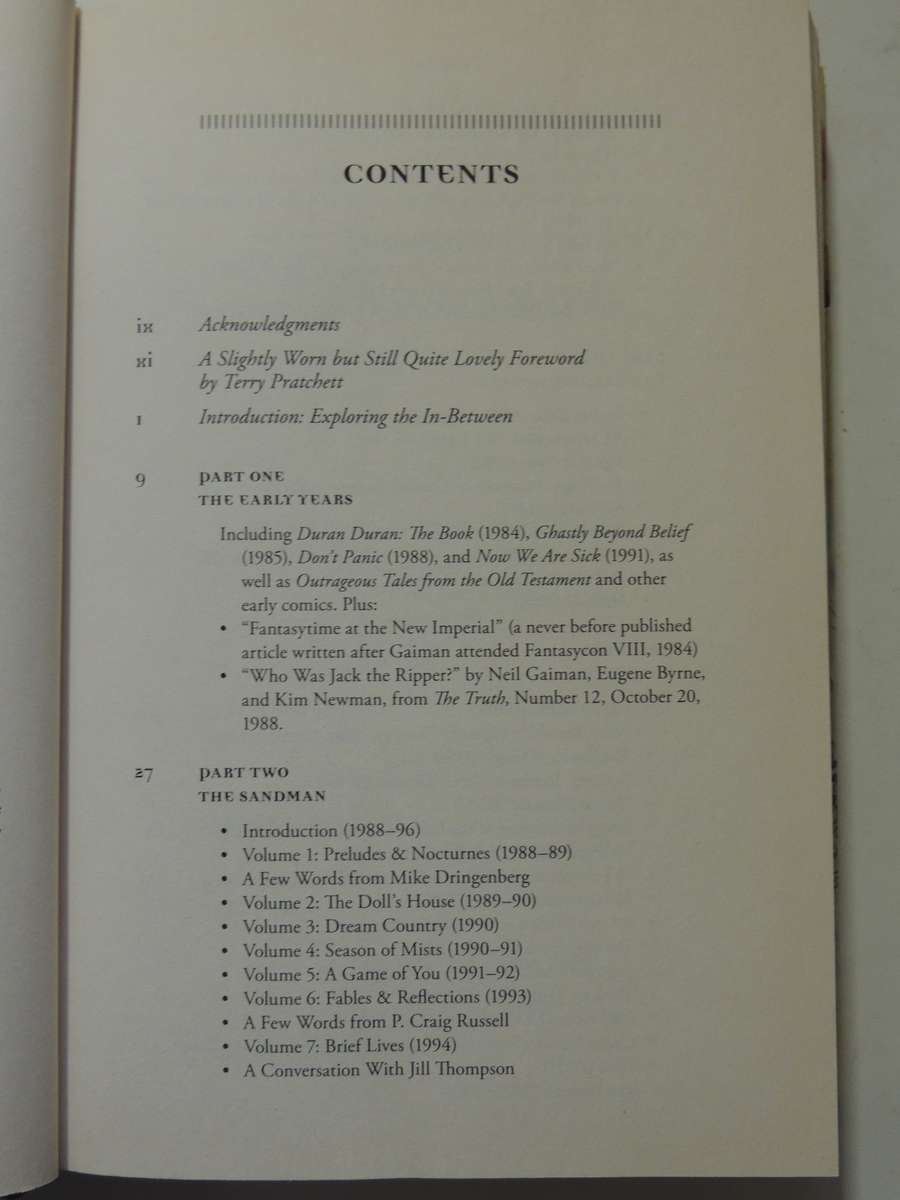 CONTENTS
ix Acknowledgments
xi A Slightly Worn but Still Quite Lovely Foreword
by Terry Pratchett
1 Introduction: Exploring the In-Between
9 PART ONE
THE EARLY YEARS
Including Duran Duran: The Book (1984), Ghastly Beyond Belief
(1985), Don't Panic (1988), and Now We Are Sick (1991), as
well as Outrageous Tales from the Old Testament and other
early comics. Plus:
• "Fantasytime at the New Imperial" (a never before published
article written after Gaiman attended Fantasycon VIII, 1984)
• "Who Was Jack the Ripper?" by Neil Gaiman, Eugene Byrne,
and Kim Newman, from The Truth, Number 12, October 20,
1988.
27 PART TWO
THE SANDMAN
• Introduction (1988–96)
• Volume 1: Preludes & Nocturnes (1988–89)
• A Few Words from Mike Dringenberg
• Volume 2: The Doll's House (1989–90)
• Volume 3: Dream Country (1990)
• Volume 4: Season of Mists (1990–91)
• Volume 5: A Game of You (1991–92)
• Volume 6: Fables & Reflections (1993)
• A Few Words from P. Craig Russell
• Volume 7: Brief Lives (1994)
• A Conversation With Jill Thompson